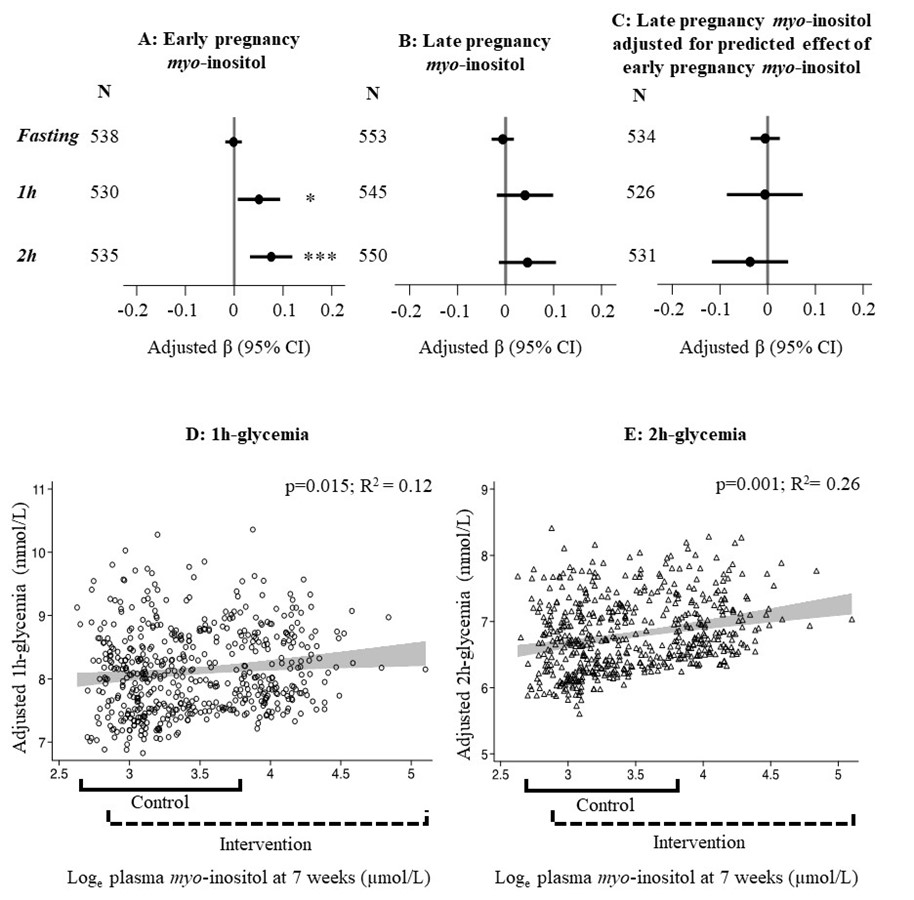 A: Early pregnancy
myo-inositol
B: Late pregnancy
myo-inositol
C: Late pregnancy myo-inositol
adjusted for predicted effect of
early pregnancy myo-inositol
N
N
N
Fasting 538
553
534
1h 530 *
545
526
2h 535 ***
550
531
-0.2 -0.1 0 0.1 0.2
-0.2 -0.1 0 0.1 0.2
-0.2 -0.1 0 0.1 0.2
Adjusted β (95% CI)
Adjusted β (95% CI)
Adjusted β (95% CI)
D: 1h-glycemia
p=0.015; R² = 0.12
Adjusted 1h-glycemia (mmol/L)
11
10
9
8
7
2.5 3 3.5 4 4.5 5
Control
Intervention
Logₑ plasma myo-inositol at 7 weeks (μmol/L)
E: 2h-glycemia
p=0.001; R²= 0.26
Adjusted 2h-glycemia (mmol/L)
9
8
7
6
5
2.5 3 3.5 4 4.5 5
Control
Intervention
Logₑ plasma myo-inositol at 7 weeks (μmol/L)